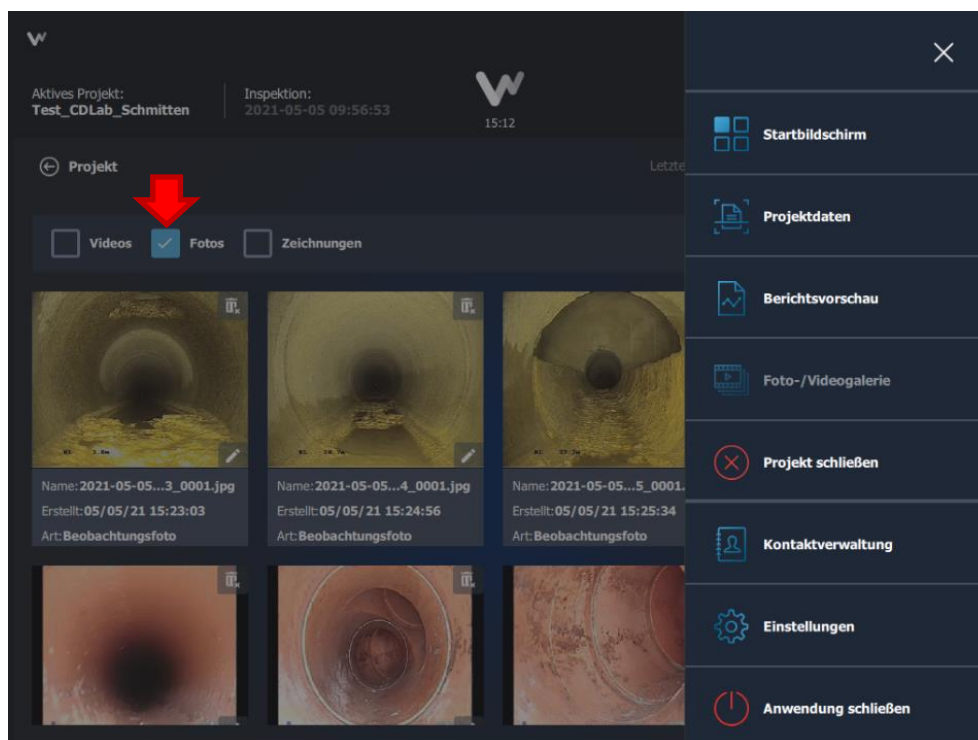 Aktives Projekt:
Test_CDLab_Schmitten
Inspektion:
2021-05-05 09:56:53
15:12
Projekt
Letzte
Videos
Fotos
Zeichnungen
Name:2021-05-05...3_0001.jpg
Erstellt:05/05/21 15:23:03
Art:Beobachtungsfoto
Name:2021-05-05...4_0001.jpg
Erstellt:05/05/21 15:24:56
Art:Beobachtungsfoto
Name:2021-05-05...5_0001.
Erstellt:05/05/21 15:25:34
Art:Beobachtungsfoto
Startbildschirm
Projektdaten
Berichtsvorschau
Foto-/Videogalerie
Projekt schließen
Kontaktverwaltung
Einstellungen
Anwendung schließen